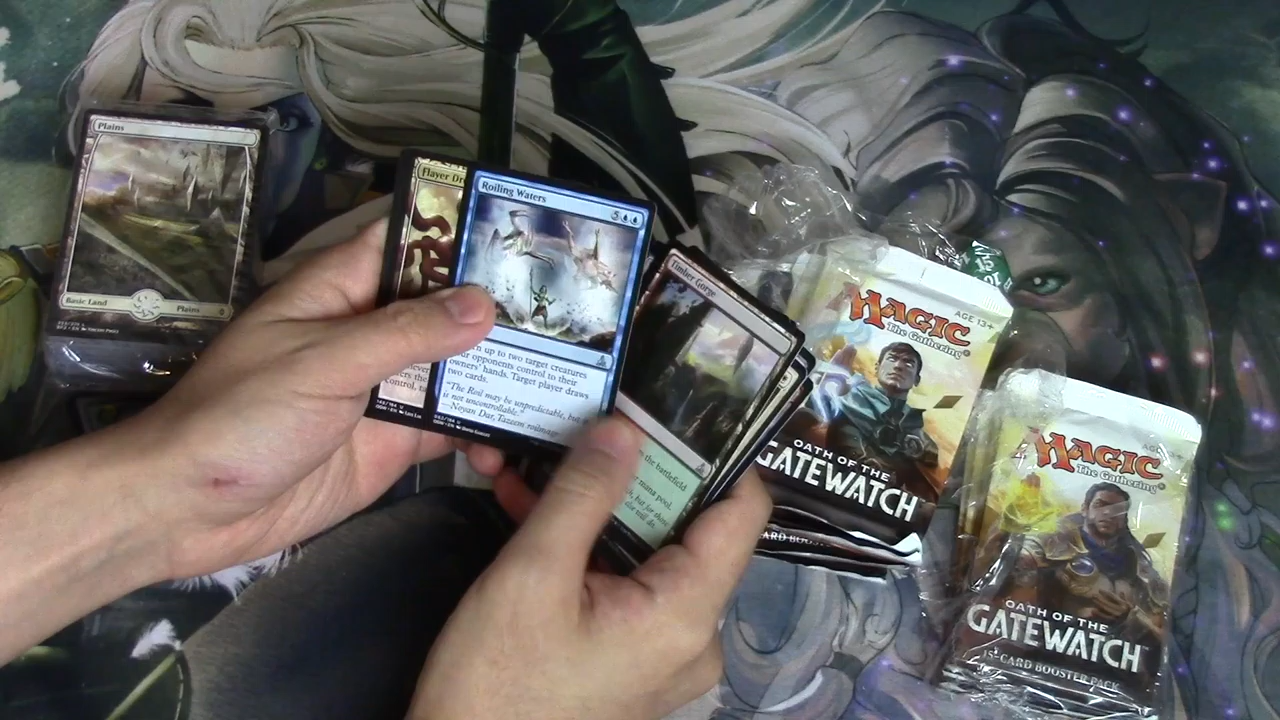 Plains
Basic Land
Plains
Flayer Dr
Roiling Waters
5
up to two target creatures
our opponents control to their
owners' hands. Target player draws
two cards.
"The Roil may be unpredictable, but
is not uncontrollable."
—Noyan Dar, Tazeem roilmage
control,
Timber Gorge
the battlefield
mana pool.
MAGIC
The Gathering®
AGE 13+
OATH OF THE
GATEWATCH
CARD
MAGIC
The Gathering®
OATH OF THE
GATEWATCH
15-CARD BOOSTER PACK